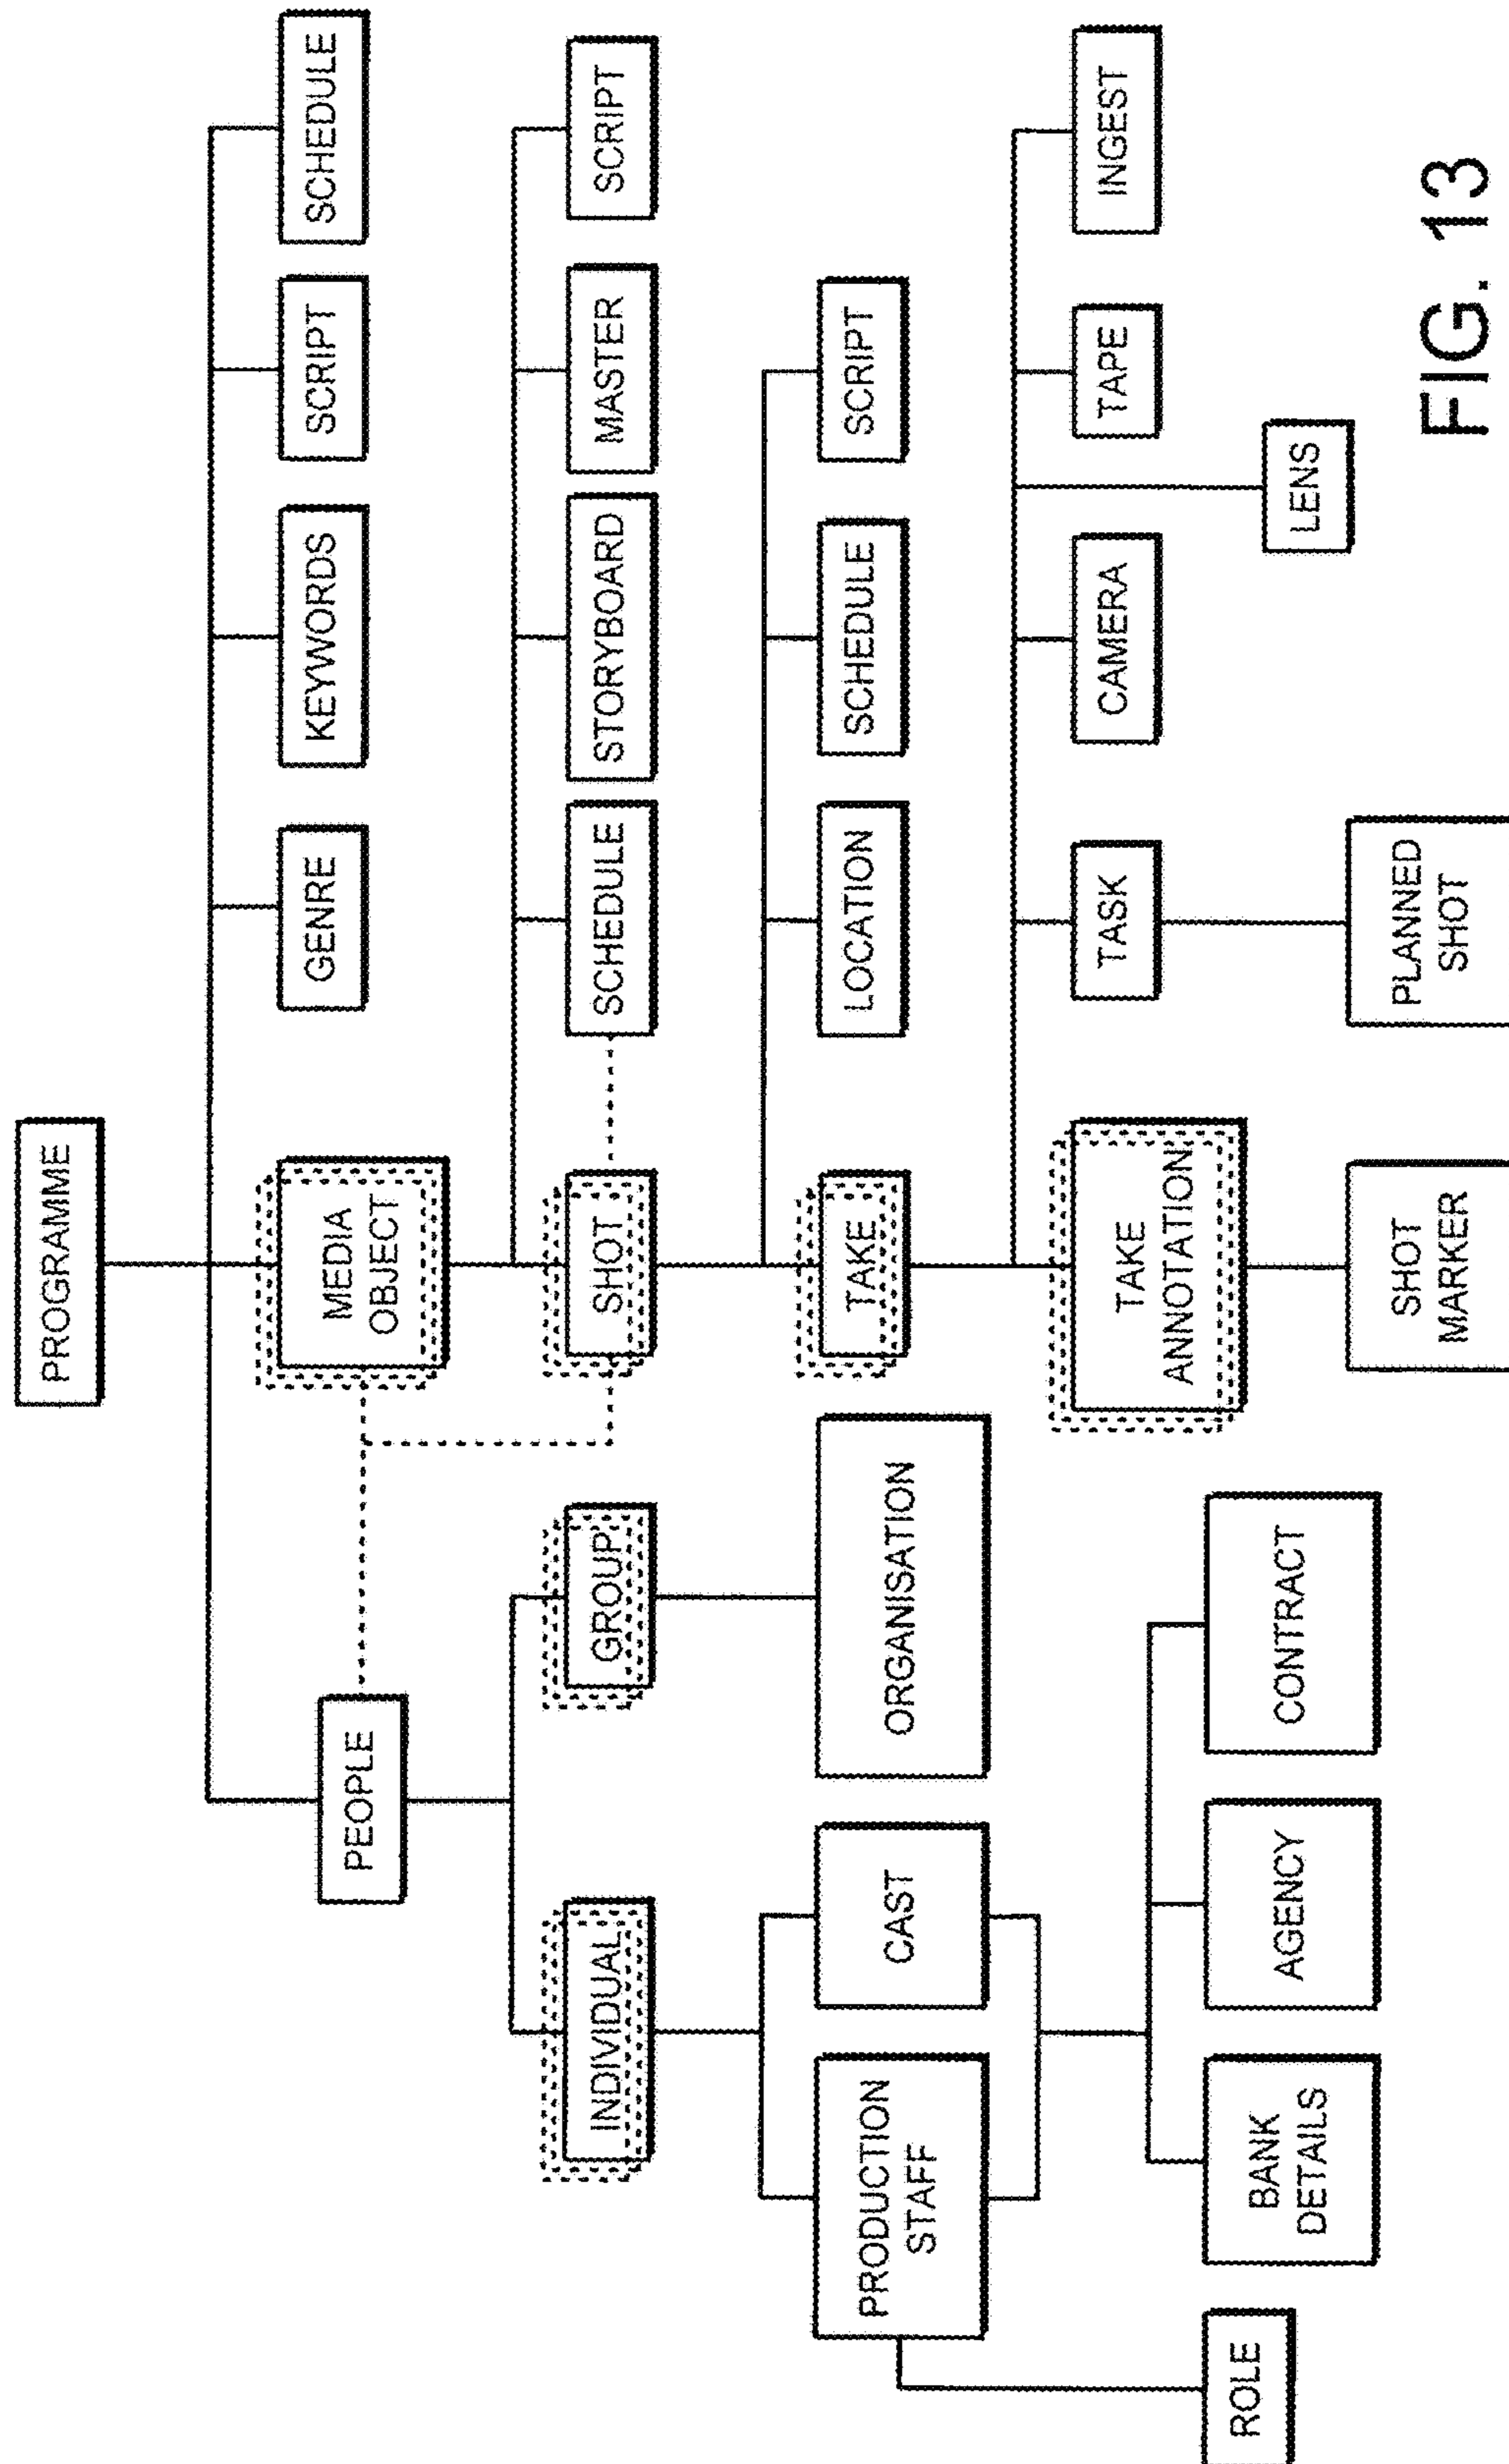 PROGRAMME
PEOPLE
MEDIA
OBJECT
GENRE
KEYWORDS
SCRIPT
SCHEDULE
INDIVIDUAL
GROUP
SHOT
SCHEDULE
STORYBOARD
MASTER
SCRIPT
PRODUCTION
STAFF
CAST
ORGANISATION
TAKE
LOCATION
SCHEDULE
SCRIPT
ROLE
BANK
DETAILS
AGENCY
CONTRACT
TAKE
ANNOTATION
TASK
CAMERA
LENS
TAPE
INGEST
SHOT
MARKER
PLANNED
SHOT
FIG. 13